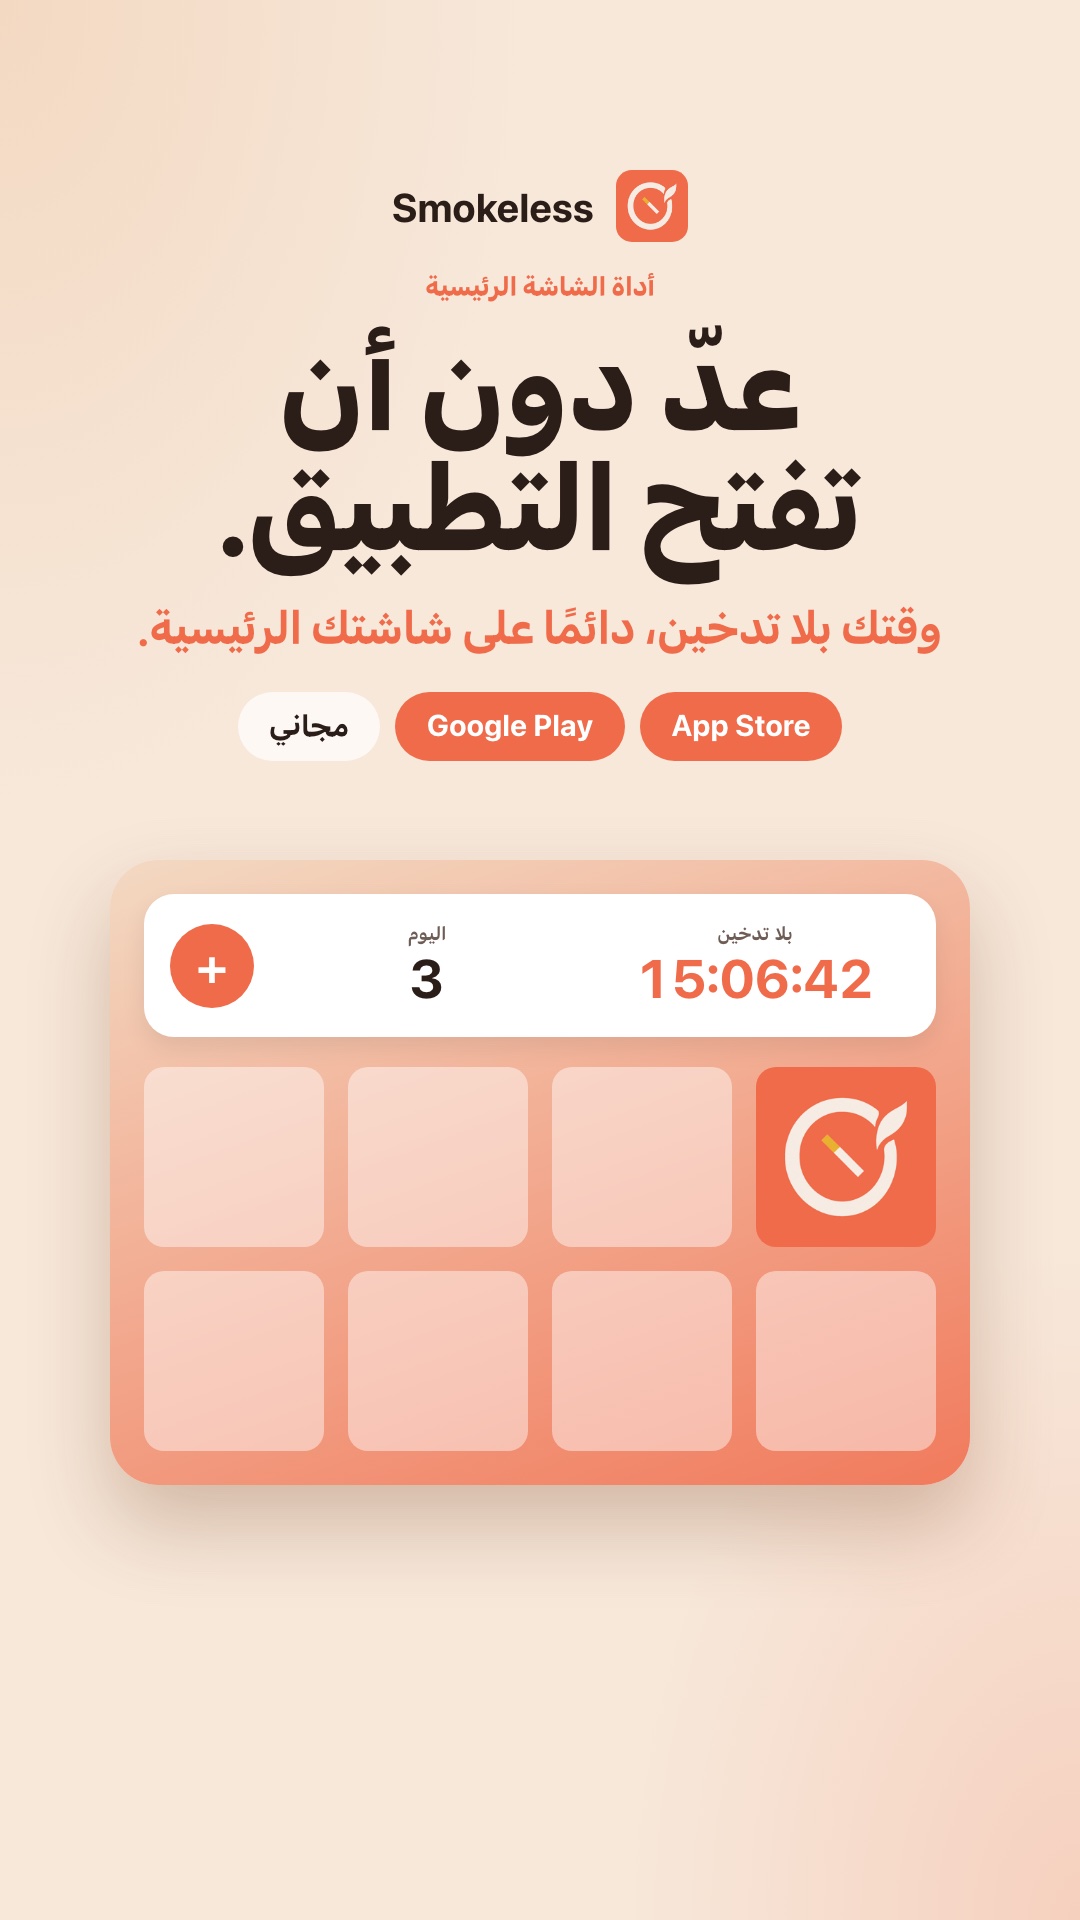 Smokeless
أداة الشاشة الرئيسية
عدّ دون أن
تفتح التطبيق.
وقتك بلا تدخين، دائمًا على شاشتك الرئيسية.
App Store
Google Play
مجاني
بلا تدخين
15:06:42
اليوم
3
+